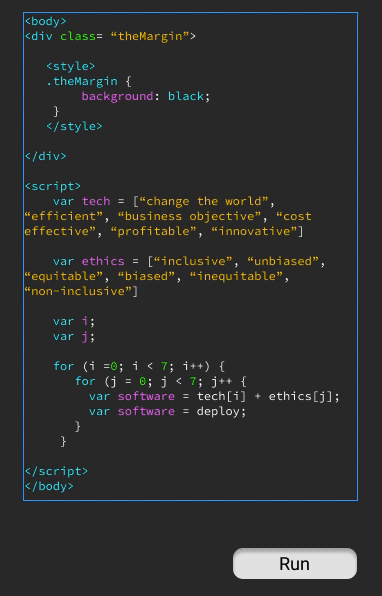 <body>
<div class= “theMargin”>
<style>
.theMargin {
background: black;
}
</style>
</div>
<script>
var tech = [“change the world”,
“efficient”, “business objective”, “cost
effective”, “profitable”, “innovative”]
var ethics = [“inclusive”, “unbiased”,
“equitable”, “biased”, “inequitable”,
“non-inclusive”]
var i;
var j;
for (i =0; i < 7; i++) {
for (j = 0; j < 7; j++ {
var software = tech[i] + ethics[j];
var software = deploy;
}
}
</script>
</body>
Run